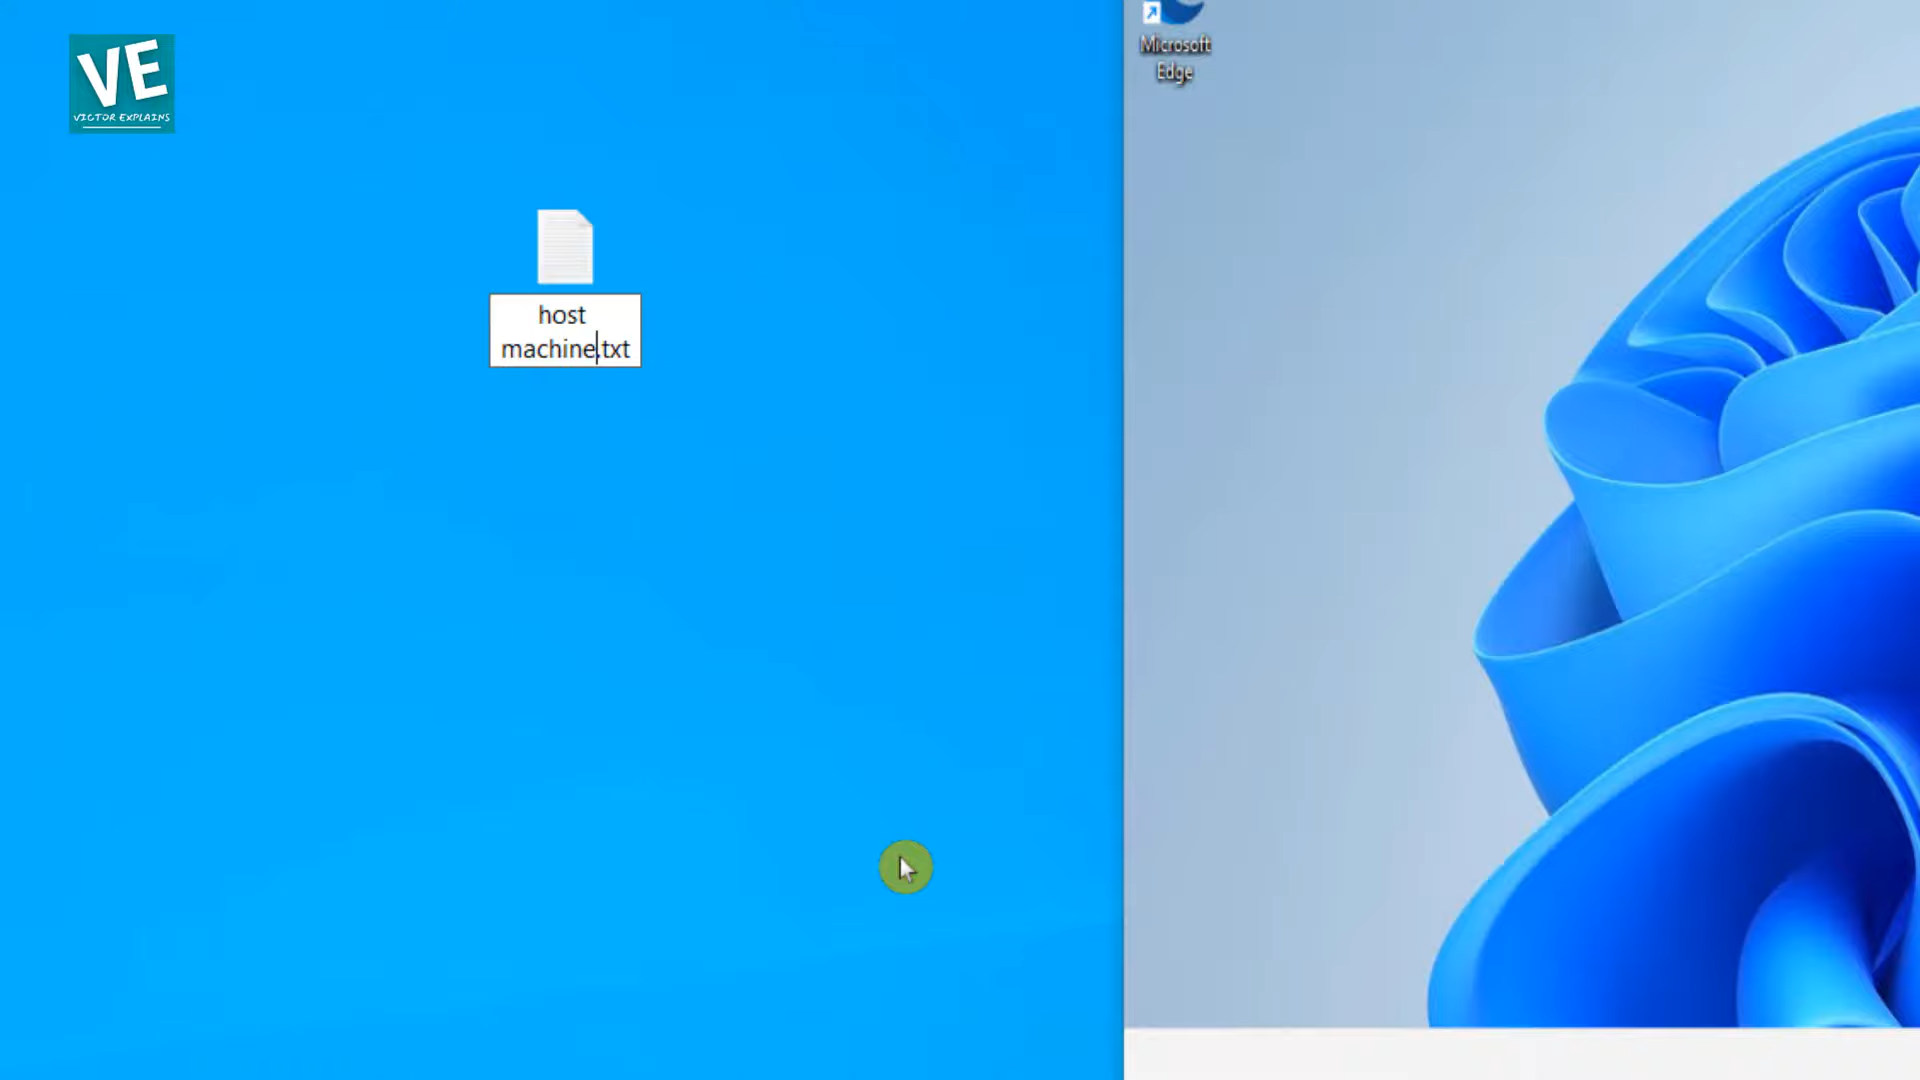 VE
VICTOR EXPLAINS
Microsoft
Edge
host
machine.txt